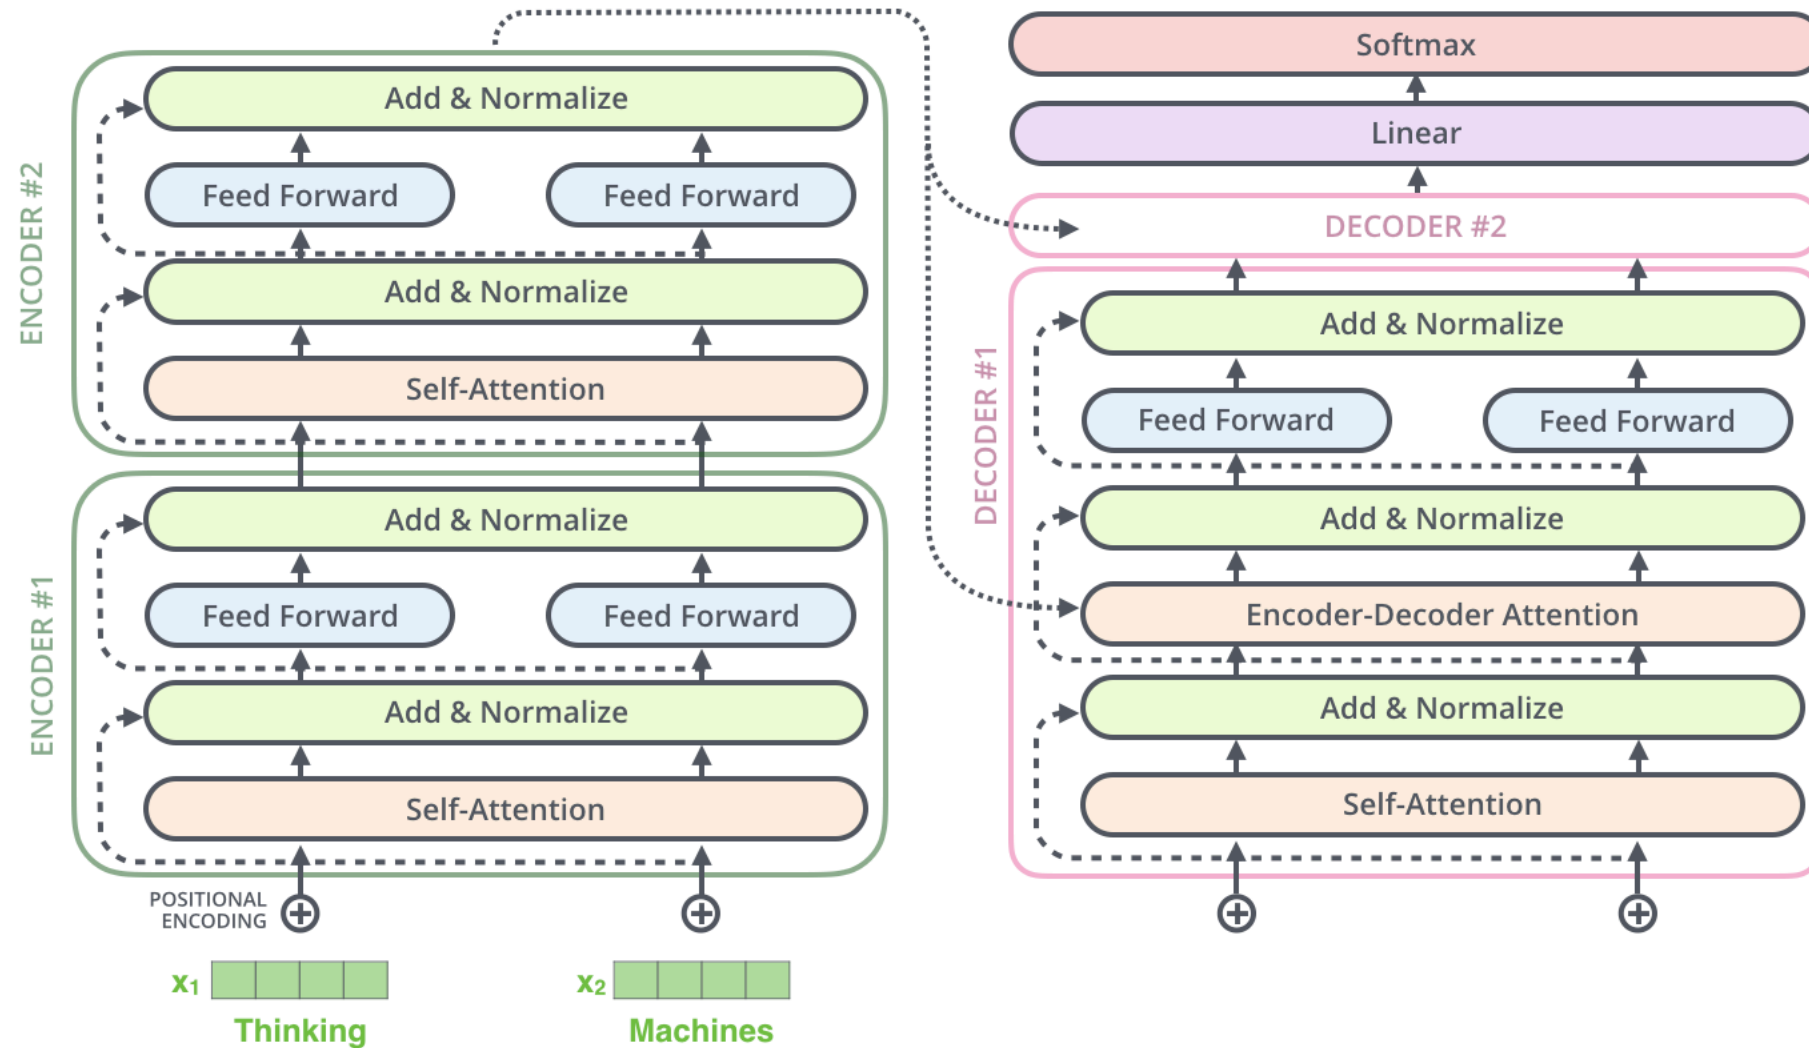 ENCODER #2
Add & Normalize
Feed Forward
Feed Forward
Add & Normalize
Self-Attention
ENCODER #1
Add & Normalize
Feed Forward
Feed Forward
Add & Normalize
Self-Attention
POSITIONAL
ENCODING
x1
x2
Thinking
Machines
Softmax
Linear
DECODER #2
DECODER #1
Add & Normalize
Feed Forward
Feed Forward
Add & Normalize
Encoder-Decoder Attention
Add & Normalize
Self-Attention